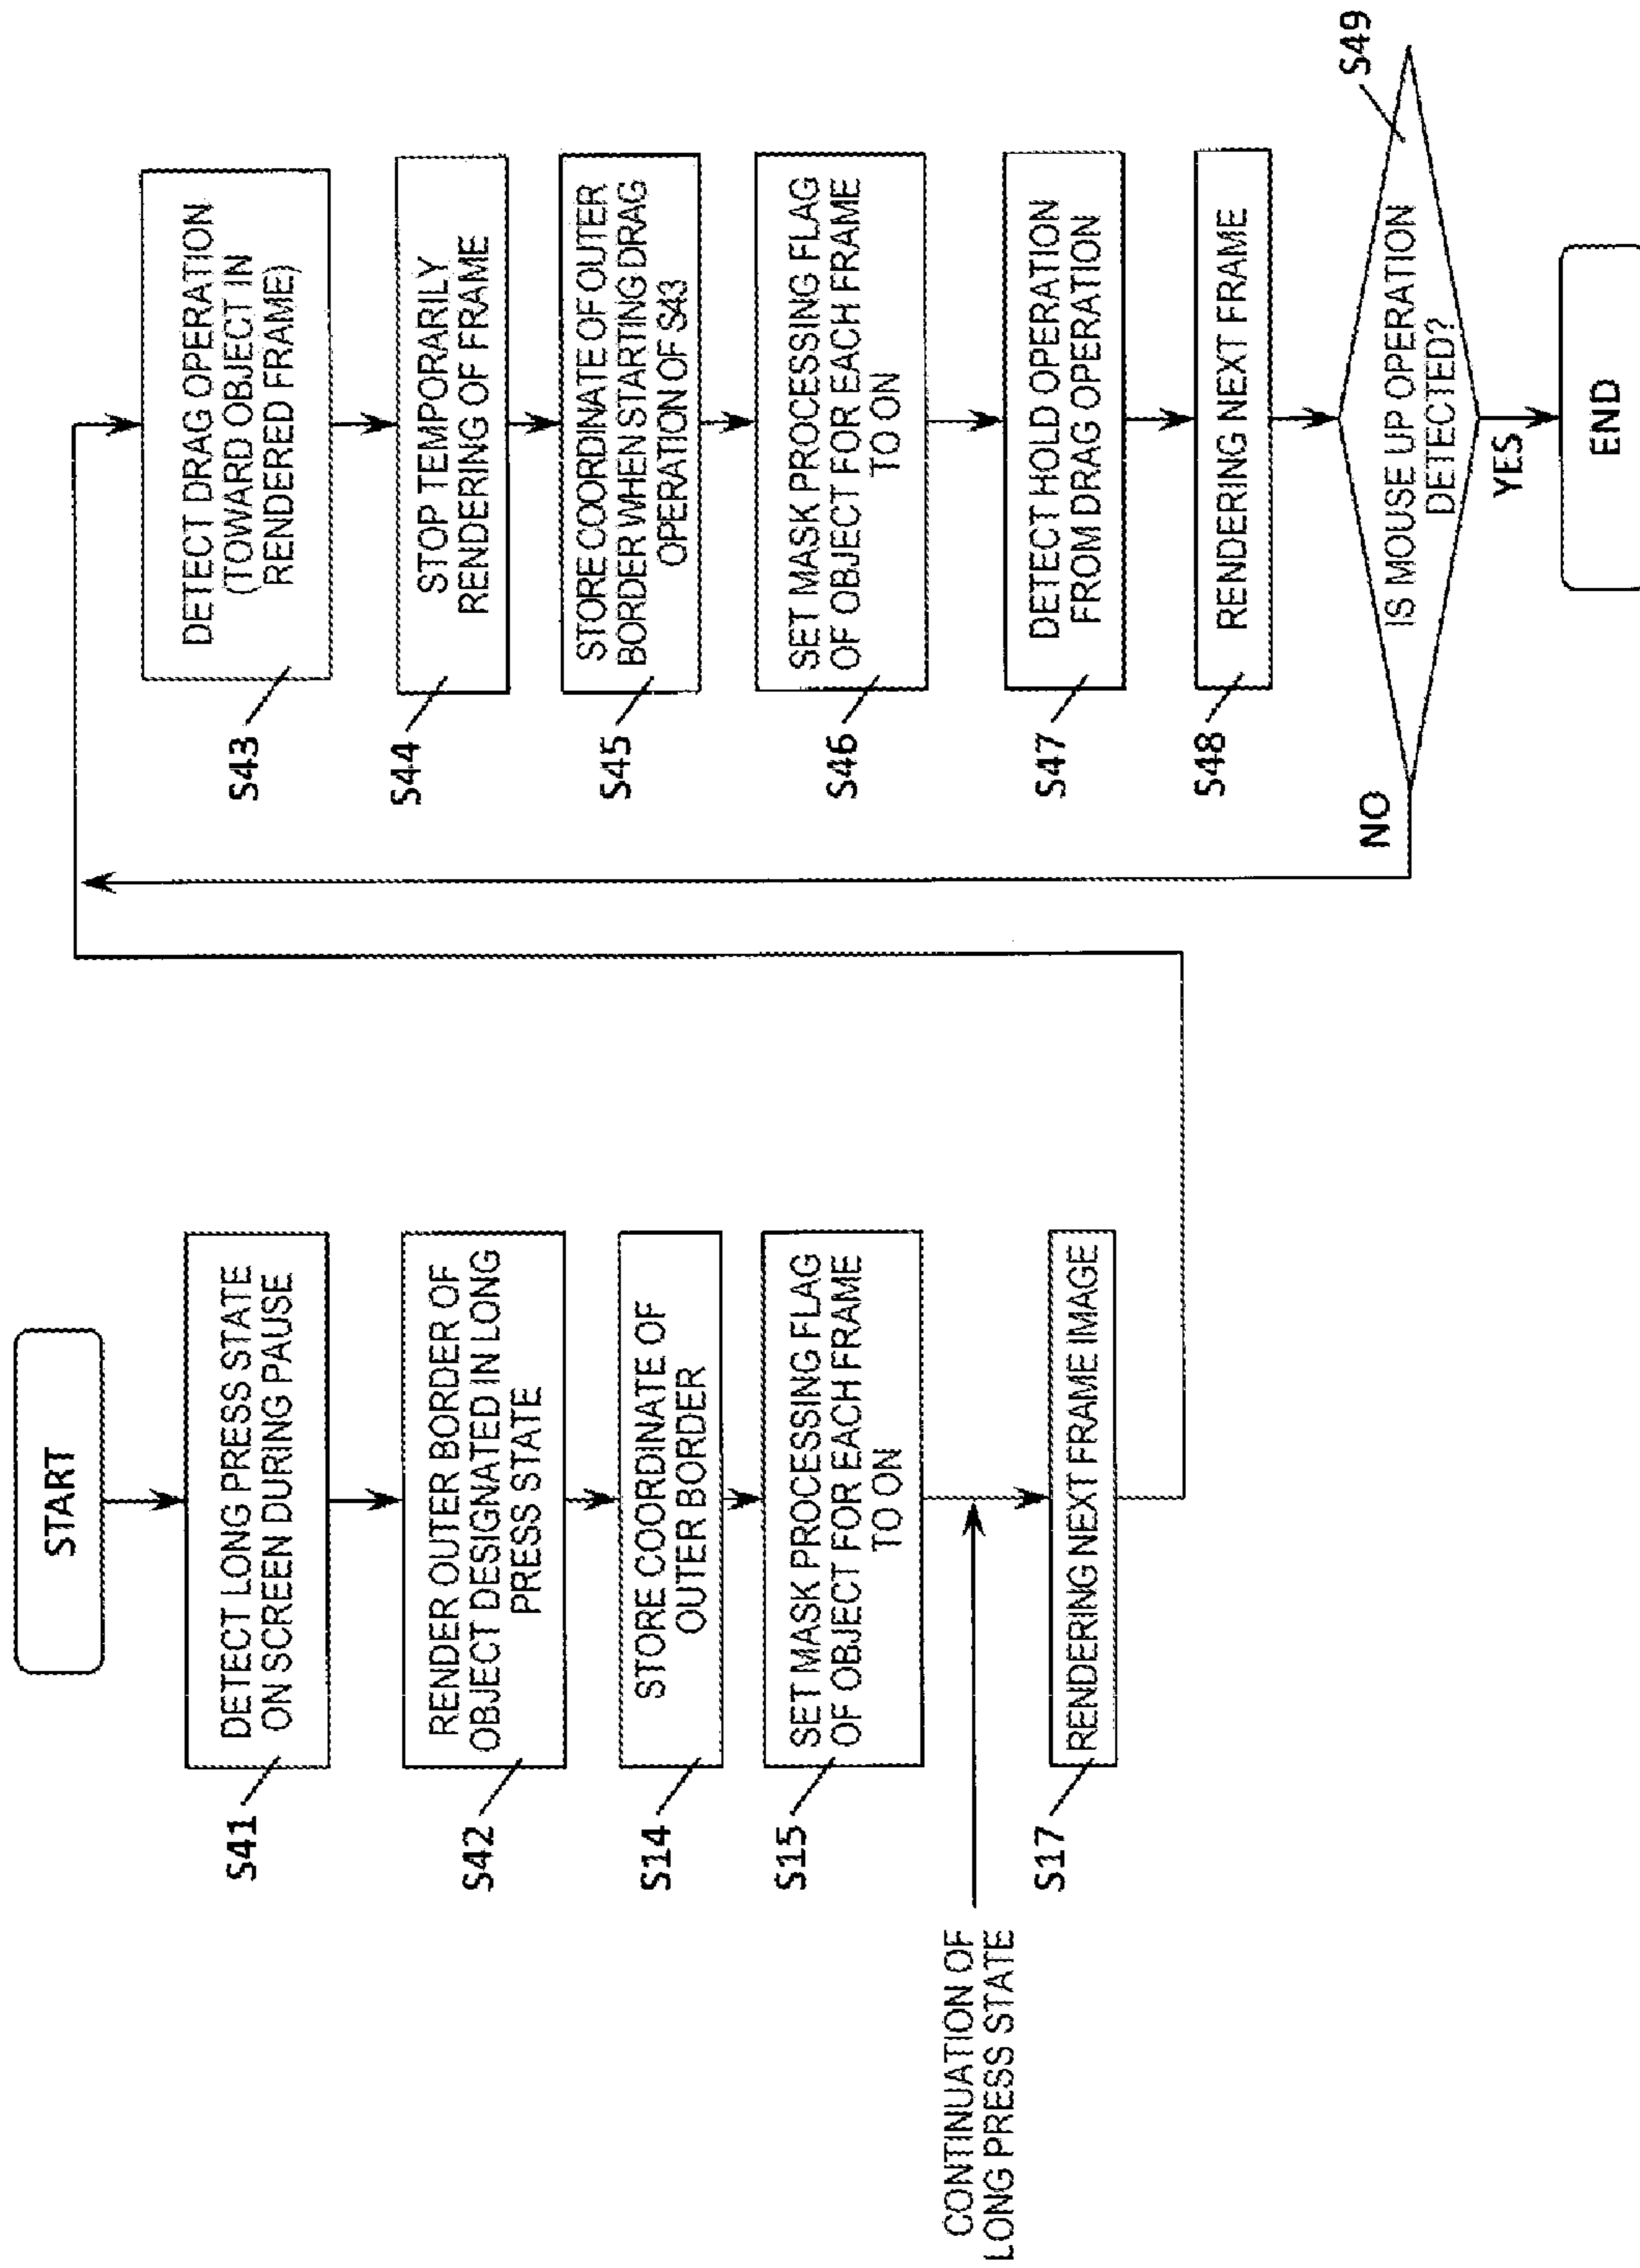 START
DETECT LONG PRESS STATE
ON SCREEN DURING PAUSE
S41
RENDER OUTER BORDER OF
OBJECT DESIGNATED IN LONG
PRESS STATE
S42
STORE COORDINATE OF
OUTER BORDER
S14
SET MASK PROCESSING FLAG
OF OBJECT FOR EACH FRAME
TO ON
S15
CONTINUATION OF
LONG PRESS STATE
RENDERING NEXT FRAME IMAGE
S17
DETECT DRAG OPERATION
(TOWARD OBJECT IN
RENDERED FRAME)
S43
STOP TEMPORARILY
RENDERING OF FRAME
S44
STORE COORDINATE OF OUTER
BORDER WHEN STARTING DRAG
OPERATION OF S43
S45
SET MASK PROCESSING FLAG
OF OBJECT FOR EACH FRAME
TO ON
S46
DETECT HOLD OPERATION
FROM DRAG OPERATION
S47
RENDERING NEXT FRAME
S48
IS MOUSE UP OPERATION
DETECTED?
S49
NO
YES
END